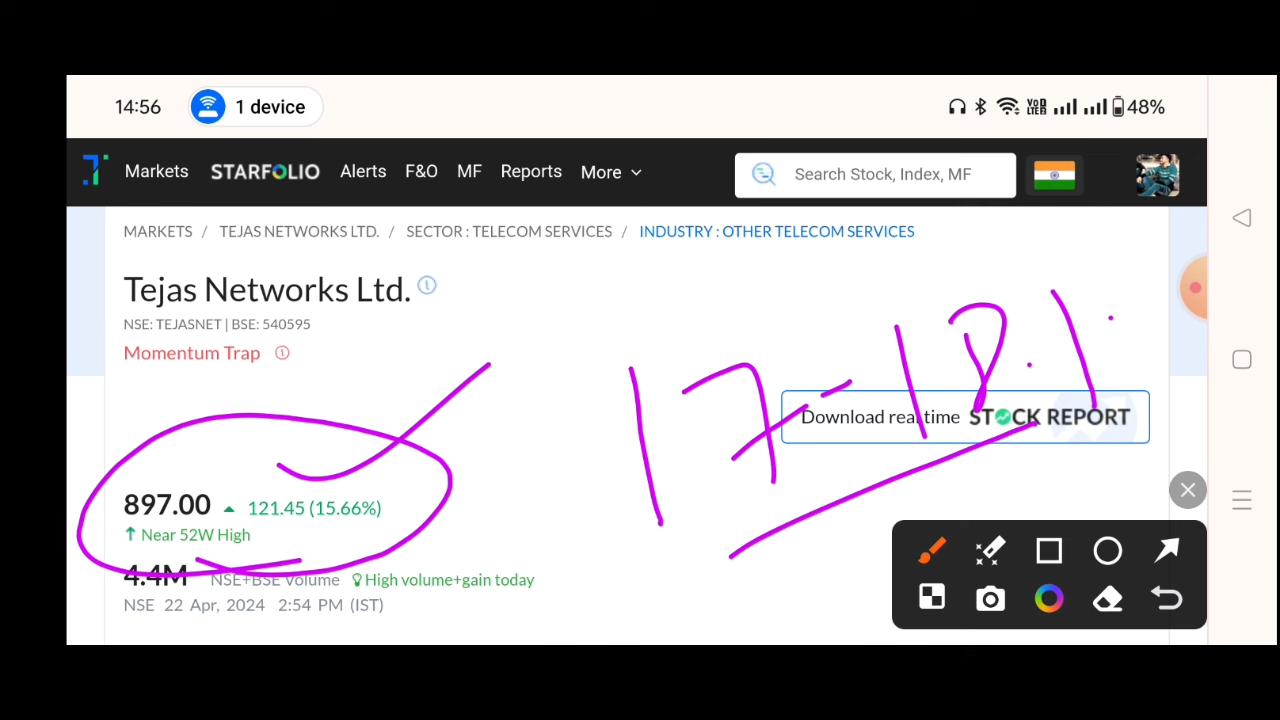 14:56 1 device VoD LTE 48%
Markets STARFOLIO Alerts F&O MF Reports More Search Stock, Index, MF
MARKETS / TEJAS NETWORKS LTD. / SECTOR : TELECOM SERVICES / INDUSTRY : OTHER TELECOM SERVICES
Tejas Networks Ltd.
NSE: TEJASNET | BSE: 540595
Momentum Trap
17-18.1.
Download real time STOCK REPORT
897.00 121.45 (15.66%)
Near 52W High
4.4M NSE+BSE Volume High volume+gain today
NSE 22 Apr, 2024 2:54 PM (IST)